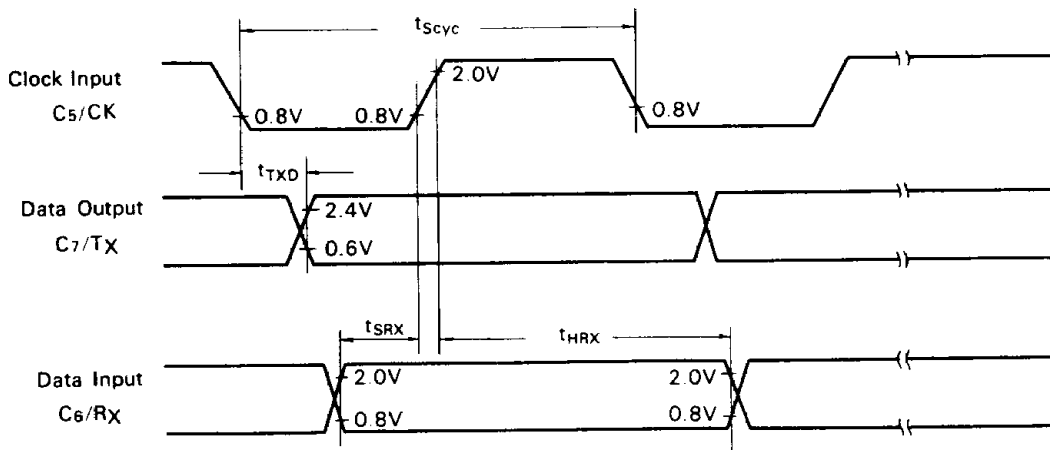 tScyc
Clock Input
C5/CK
2.0V
0.8V
0.8V
0.8V
tTXD
Data Output
C7/TX
2.4V
0.6V
tSRX
tHRX
Data Input
C6/RX
2.0V
2.0V
0.8V
0.8V